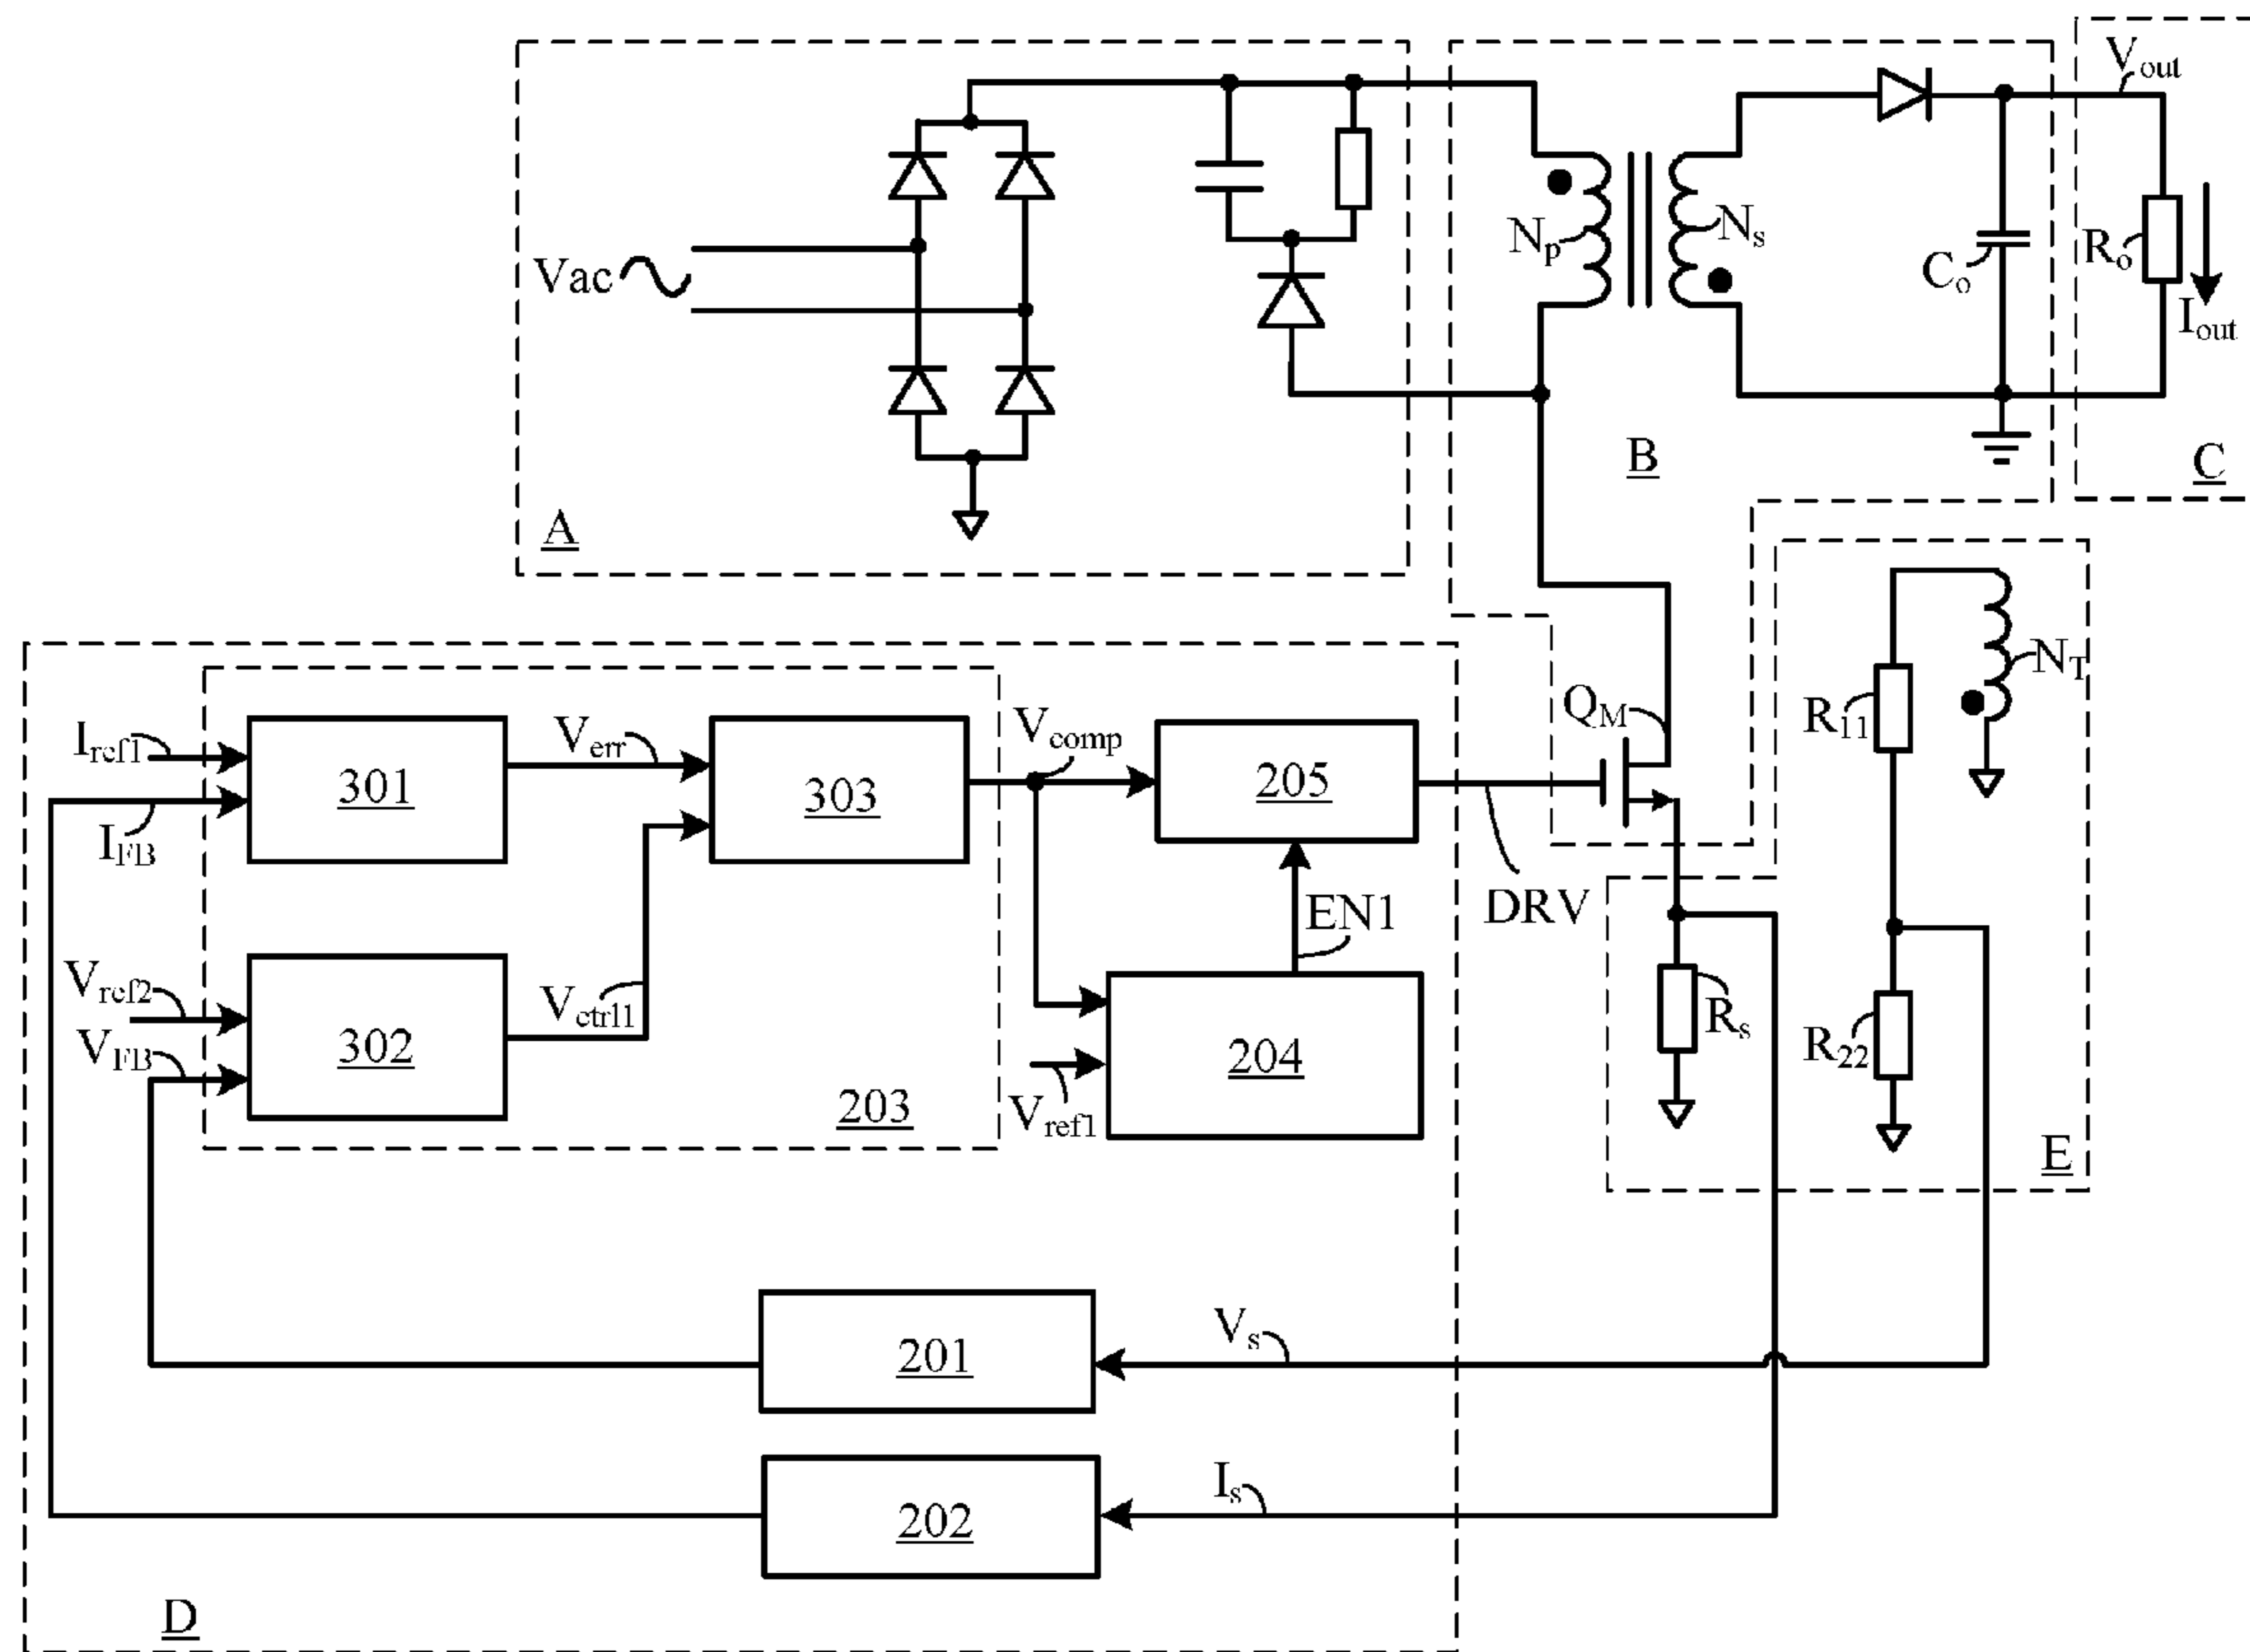 Vout
Vac
Np
Ns
Co
Ro
Iout
B
C
A
NT
QM
R11
Iref1
Verr
Vcomp
301
303
205
IFB
EN1
DRV
Vref2
Vctrl1
Rs
VFB
302
204
R22
203
Vref1
E
Vs
201
Is
202
D